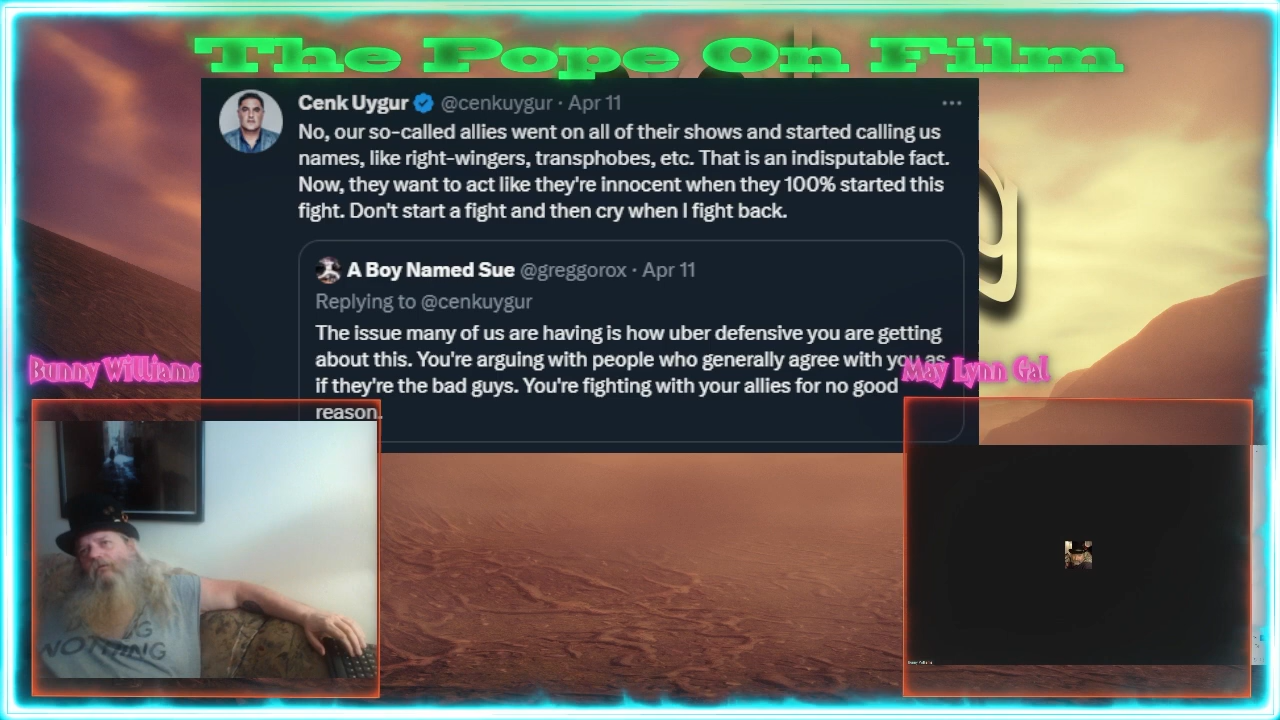 The Pope On Film
Cenk Uygur @cenkuygur · Apr 11
No, our so-called allies went on all of their shows and started calling us
names, like right-wingers, transphobes, etc. That is an indisputable fact.
Now, they want to act like they're innocent when they 100% started this
fight. Don't start a fight and then cry when I fight back.
A Boy Named Sue @greggorox · Apr 11
Replying to @cenkuygur
The issue many of us are having is how uber defensive you are getting
about this. You're arguing with people who generally agree with you as
if they're the bad guys. You're fighting with your allies for no good
reason.
g
Bunny Williams
May Lynn Gal
NOTHING